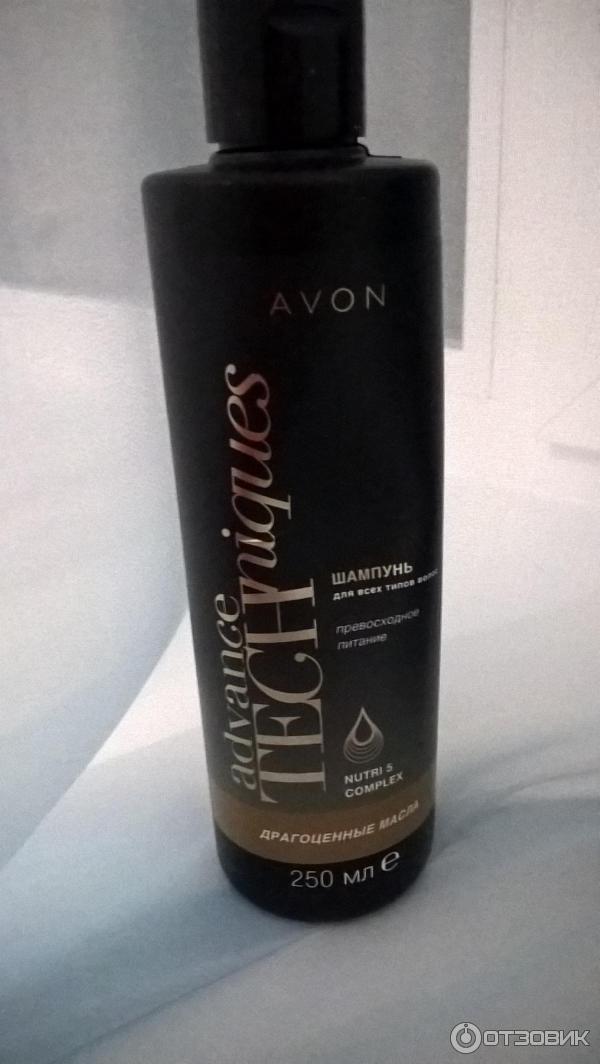 AVON
advance
TECHniques
ШАМПУНЬ
для всех типов волос
превосходное
питание
NUTRI 5
COMPLEX
ДРАГОЦЕННЫЕ МАСЛА
250 МЛ e
ОТЗОВИК